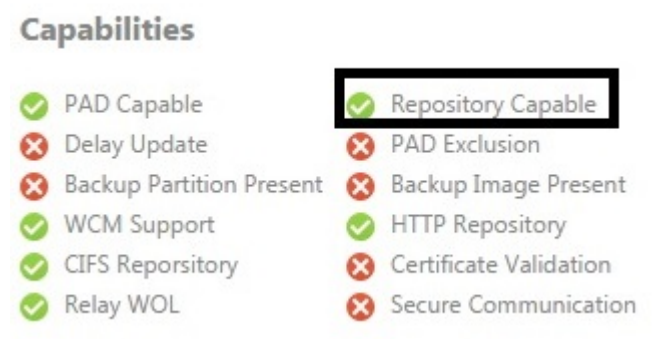 Capabilities
PAD Capable
Repository Capable
Delay Update
PAD Exclusion
Backup Partition Present
Backup Image Present
WCM Support
HTTP Repository
CIFS Reporsitory
Certificate Validation
Relay WOL
Secure Communication